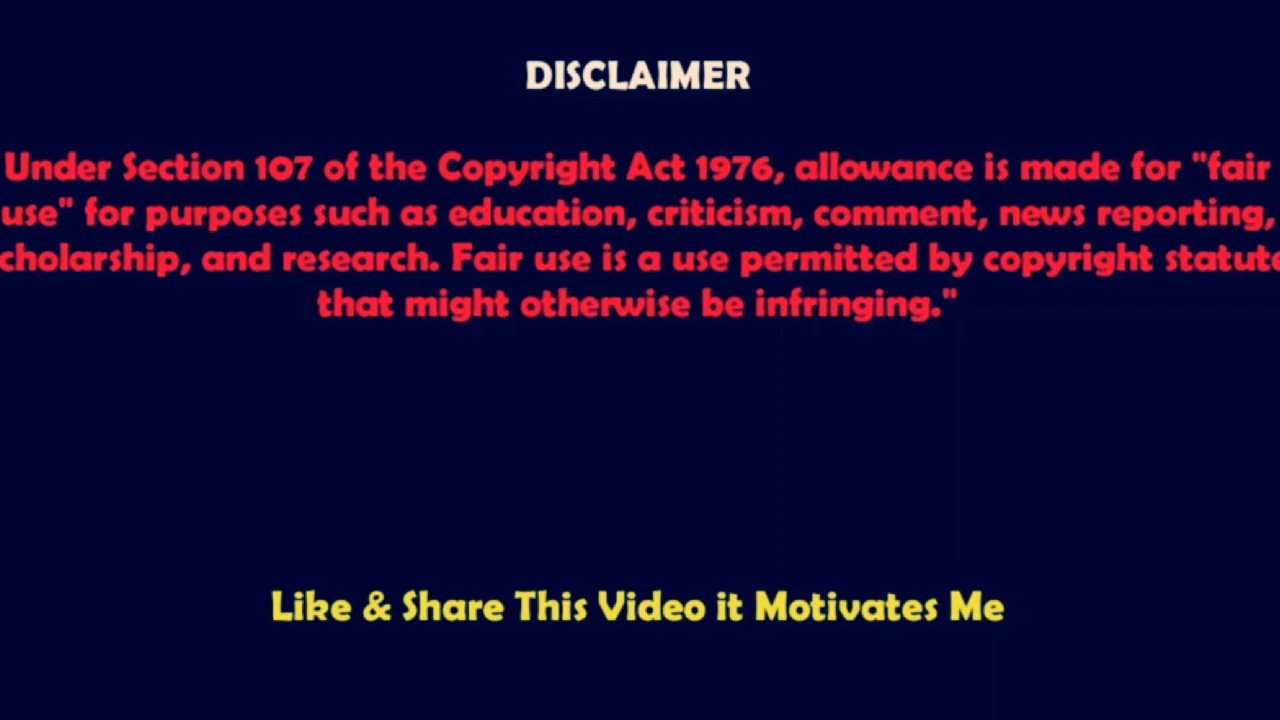 DISCLAIMER
Under Section 107 of the Copyright Act 1976, allowance is made for "fair
use" for purposes such as education, criticism, comment, news reporting,
cholarship, and research. Fair use is a use permitted by copyright statute
that might otherwise be infringing."
Like & Share This Video it Motivates Me